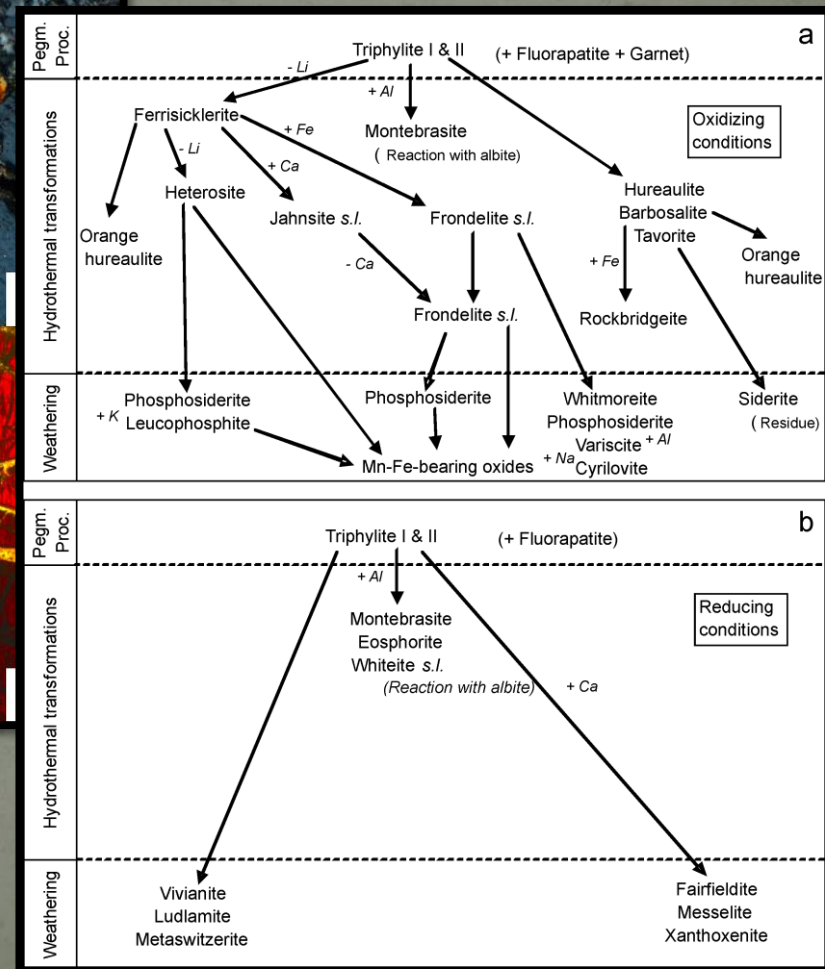 a
Pegm. Proc.
Triphylite I & II
(+ Fluorapatite + Garnet)
Hydrothermal transformations
- Li
+ Al
Ferrisicklerite
+ Fe
Montebrasite
( Reaction with albite)
Oxidizing
conditions
- Li
+ Ca
Heterosite
Jahnsite s.l.
Frondelite s.l.
Hureaulite
Barbosalite
Tavorite
Orange
hureaulite
- Ca
+ Fe
Orange
hureaulite
Frondelite s.l.
Rockbridgeite
Weathering
Phosphosiderite
+ K Leucophosphite
Phosphosiderite
Whitmoreite
Phosphosiderite
Variscite + Al
+ Na Cyrilovite
Siderite
( Residue)
Mn-Fe-bearing oxides
b
Pegm. Proc.
Triphylite I & II
(+ Fluorapatite)
Hydrothermal transformations
+ Al
Montebrasite
Eosphorite
Whiteite s.l.
(Reaction with albite)
Reducing
conditions
+ Ca
Weathering
Vivianite
Ludlamite
Metaswitzerite
Fairfieldite
Messelite
Xanthoxenite